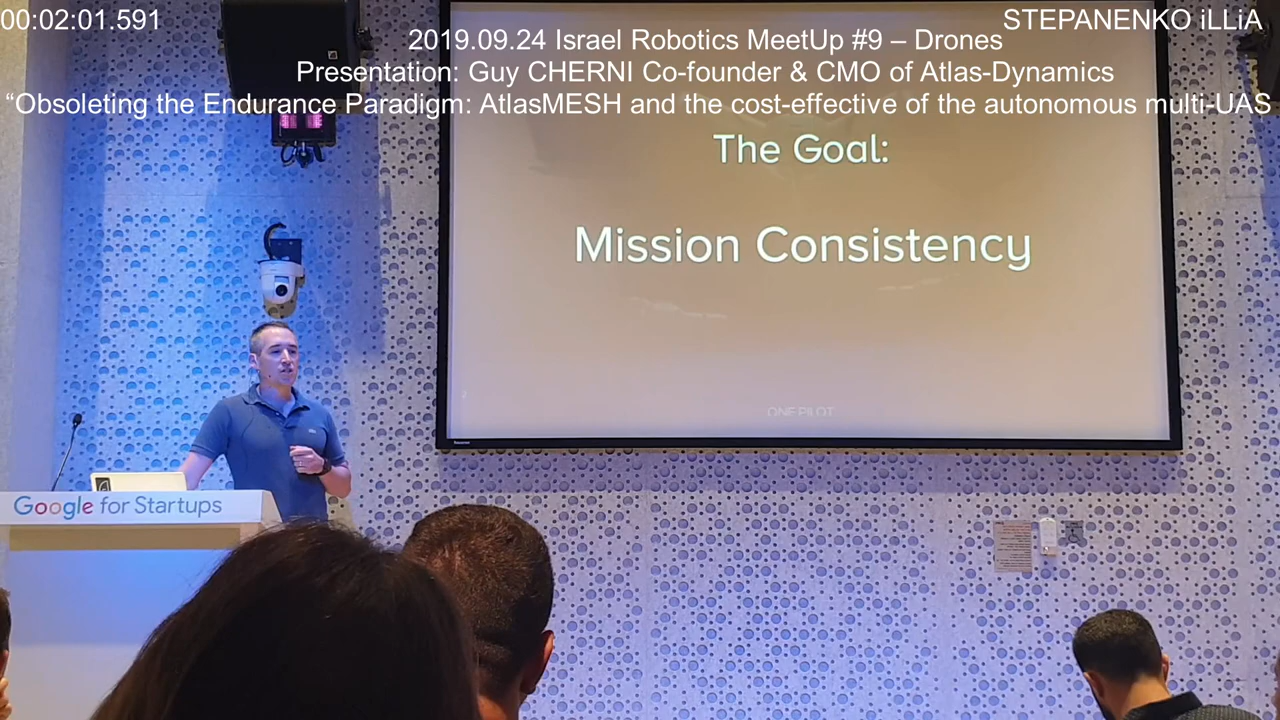 00:02:01.591
STEPANENKO iLLiA
2019.09.24 Israel Robotics MeetUp #9 – Drones
Presentation: Guy CHERNI Co-founder & CMO of Atlas-Dynamics
“Obsoleting the Endurance Paradigm: AtlasMESH and the cost-effective of the autonomous multi-UAS
The Goal:
Mission Consistency
ONE PILOT
Google for Startups